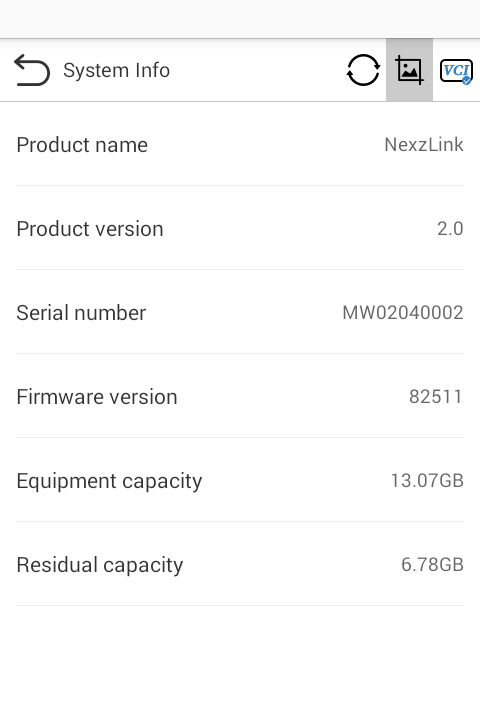 System Info
VCI
Product name NexzLink
Product version 2.0
Serial number MW02040002
Firmware version 82511
Equipment capacity 13.07GB
Residual capacity 6.78GB